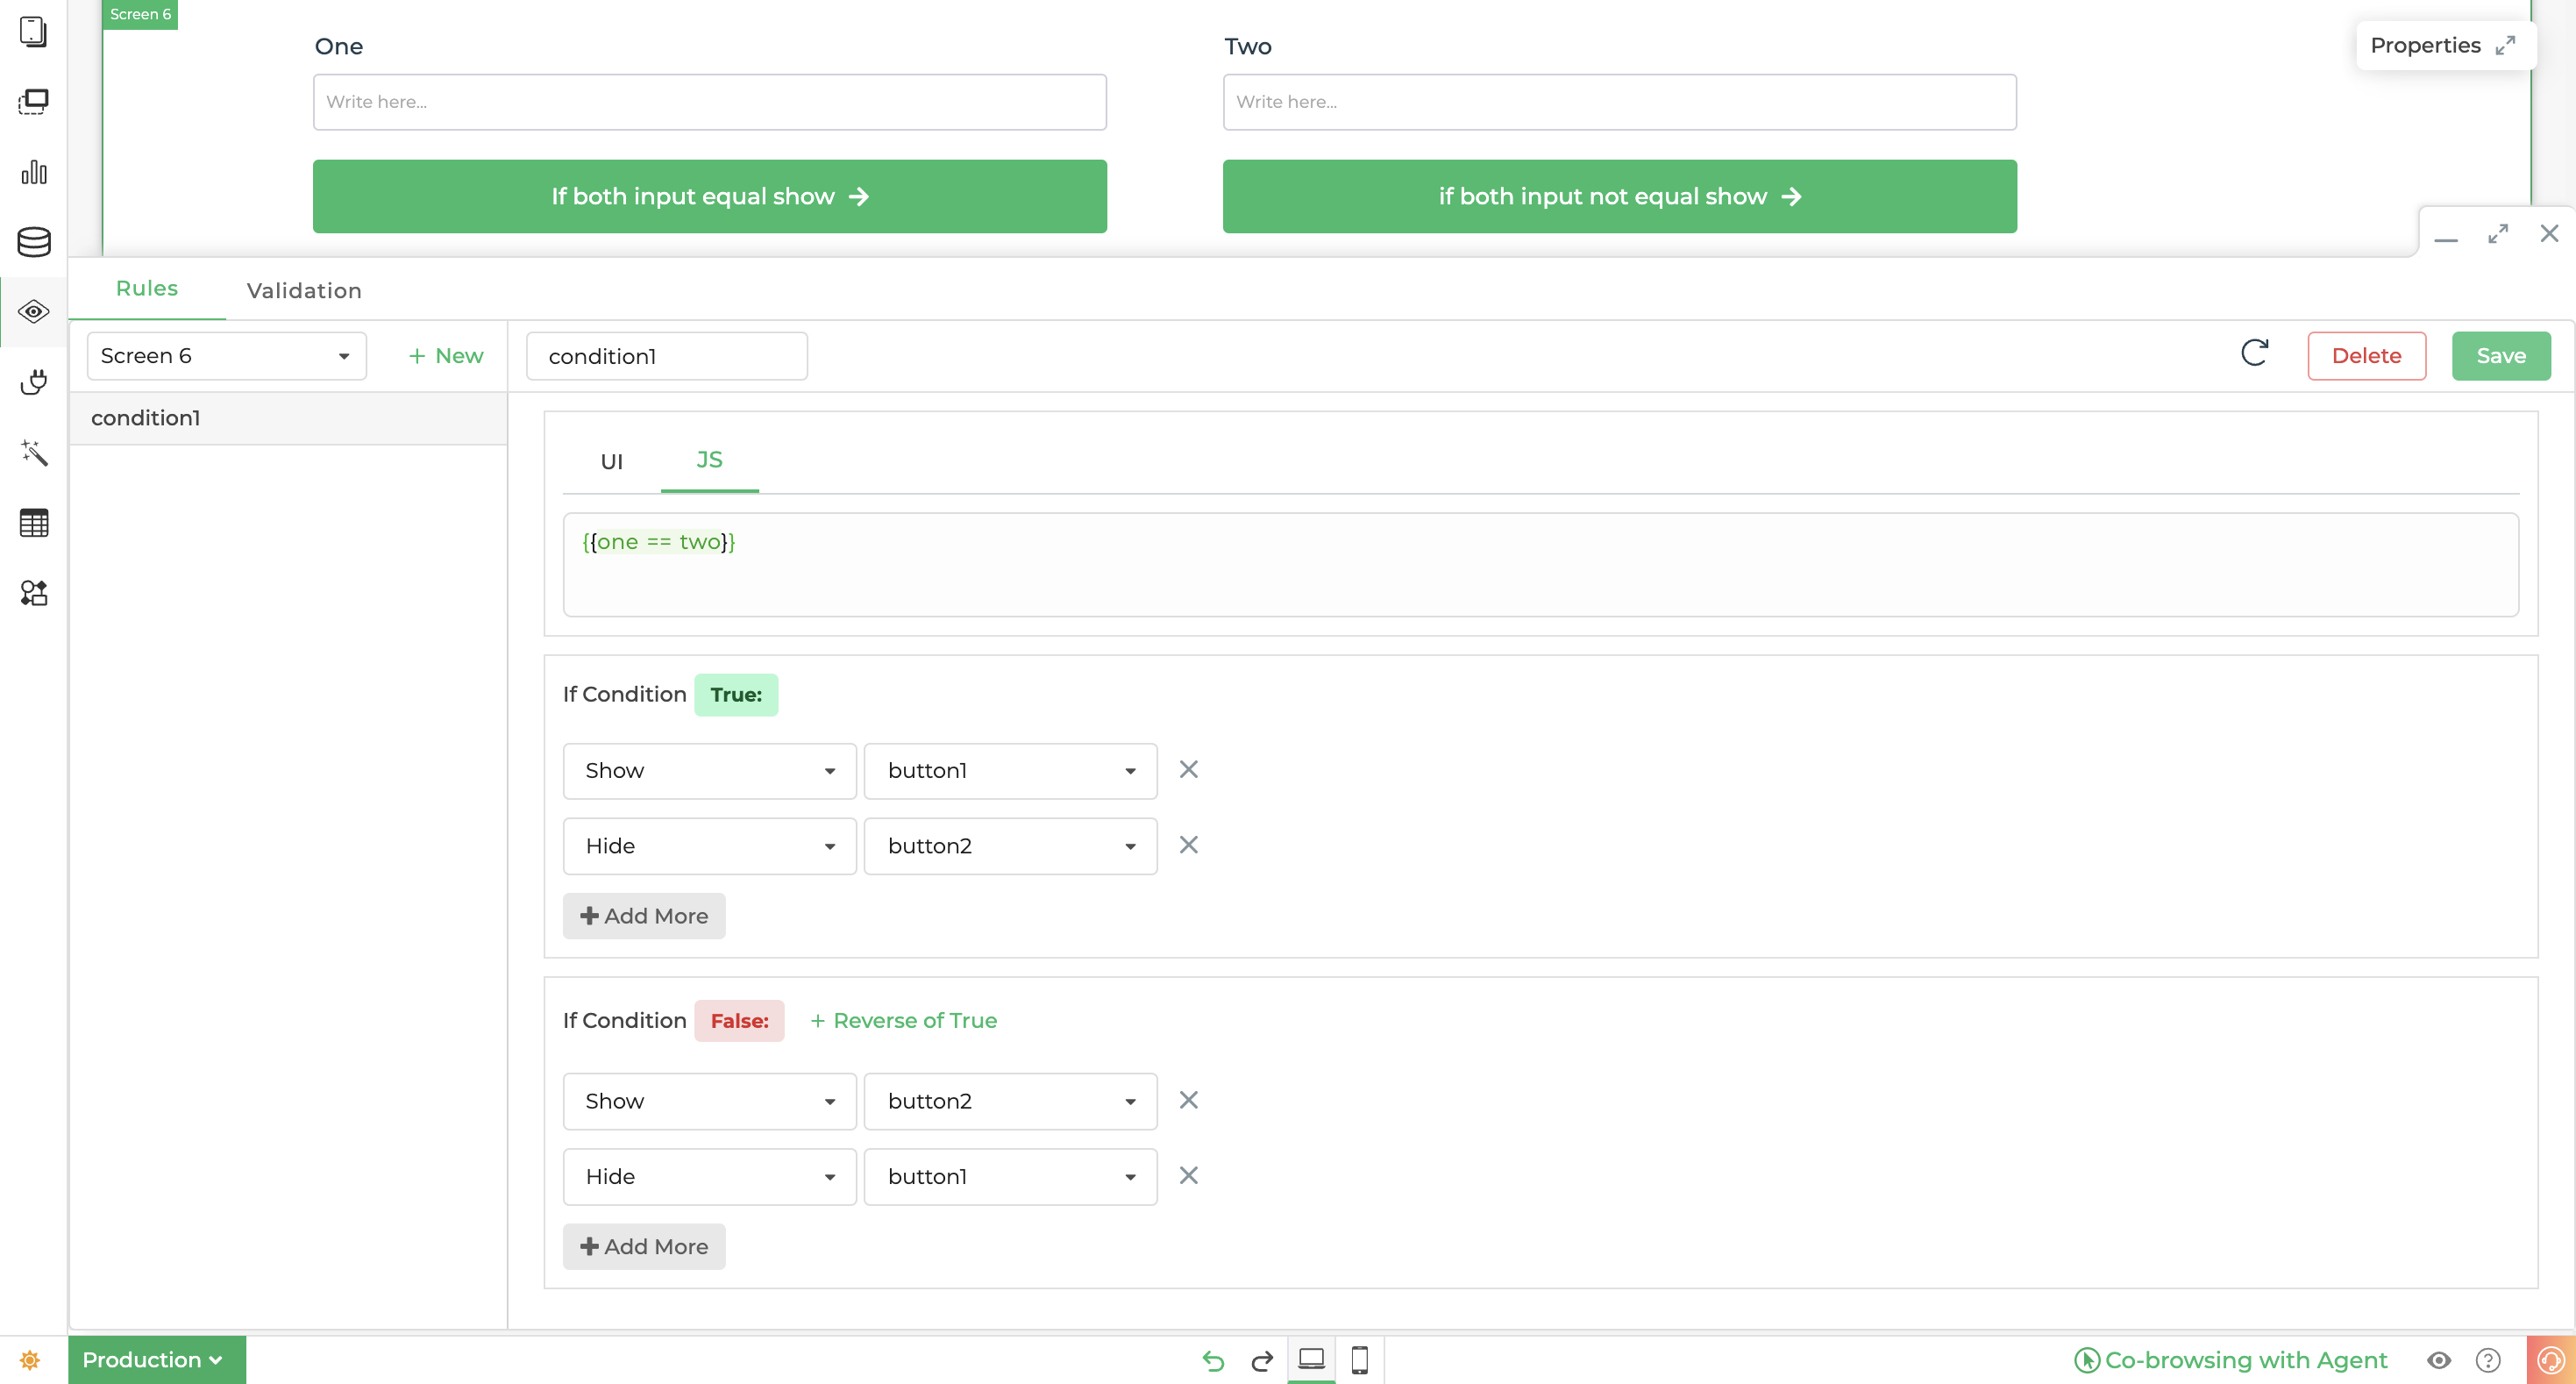 Screen 6
One
Two
Properties
Write here...
Write here...
If both input equal show
if both input not equal show
Rules
Validation
Screen 6
+ New
condition1
Delete
Save
condition1
UI
JS
{{one == two}}
If Condition True:
Show
button1
Hide
button2
Add More
If Condition False:
+ Reverse of True
Show
button2
Hide
button1
Add More
Production
Co-browsing with Agent